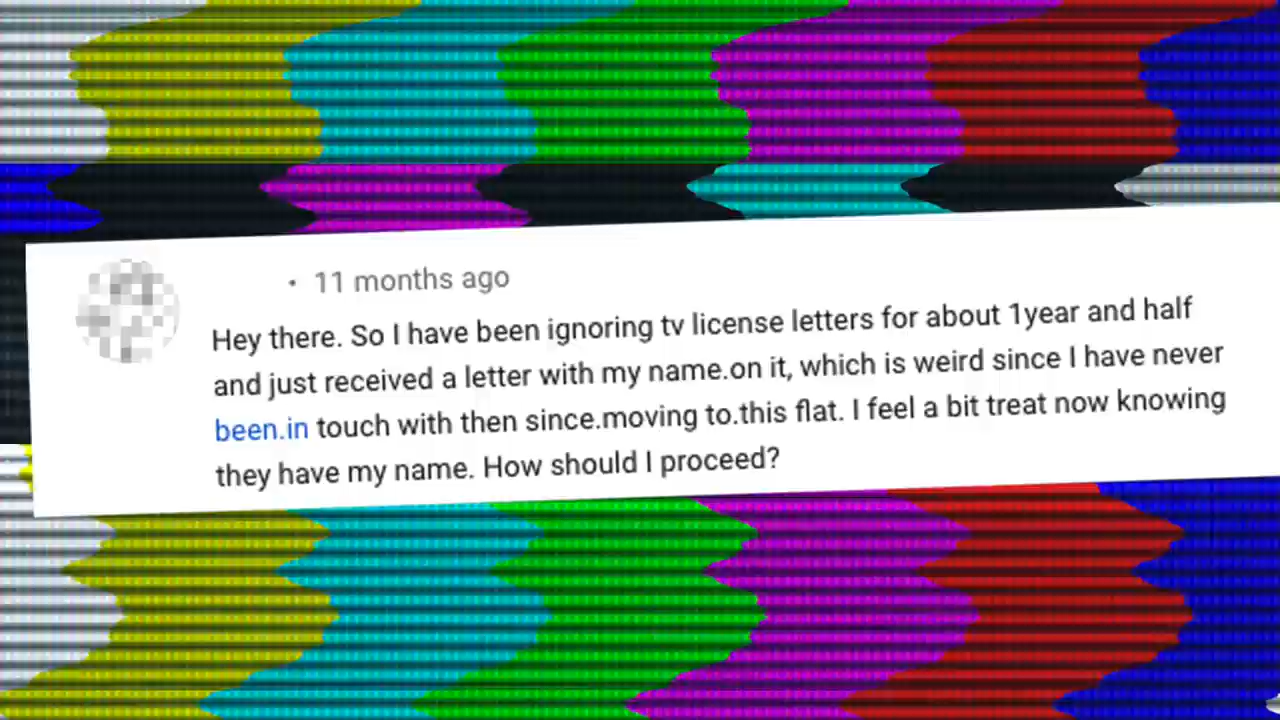 • 11 months ago
Hey there. So I have been ignoring tv license letters for about 1year and half
and just received a letter with my name.on it, which is weird since I have never
been.in touch with then since.moving to.this flat. I feel a bit treat now knowing
they have my name. How should I proceed?